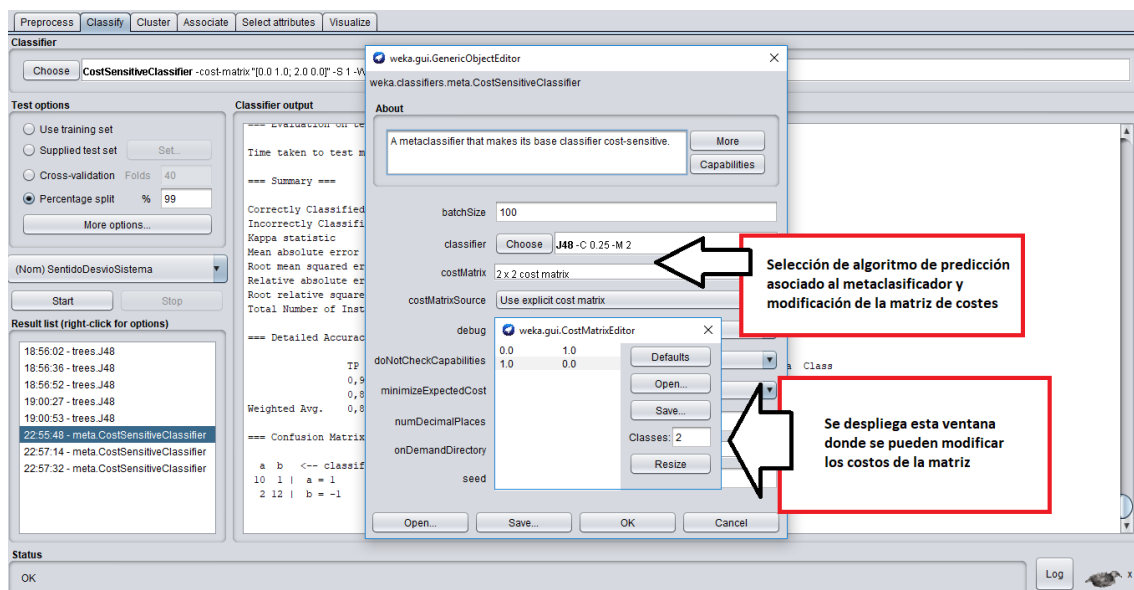 Preprocess Classify Cluster Associate Select attributes Visualize
Classifier
Choose CostSensitiveClassifier -cost-matrix "[0.0 1.0; 2.0 0.0]" -S 1 -W
Test options
Use training set
Supplied test set Set...
Cross-validation Folds 40
Percentage split % 99
More options...
(Nom) SentidoDesvioSistema
Start Stop
Result list (right-click for options)
18:56:02 - trees.J48
18:56:36 - trees.J48
18:56:52 - trees.J48
19:00:27 - trees.J48
19:00:53 - trees.J48
22:55:48 - meta.CostSensitiveClassifier
22:57:14 - meta.CostSensitiveClassifier
22:57:32 - meta.CostSensitiveClassifier
Classifier output
=== Evaluation on te
Time taken to test m
=== Summary ===
Correctly Classified
Incorrectly Classifi
Kappa statistic
Mean absolute error
Root mean squared er
Relative absolute er
Root relative square
Total Number of Inst
=== Detailed Accurac
TP
0,9
0,8
Weighted Avg. 0,8
a Class
=== Confusion Matrix
a b <-- classif
10 1 | a = 1
2 12 | b = -1
weka.gui.GenericObjectEditor
weka.classifiers.meta.CostSensitiveClassifier
About
A metaclassifier that makes its base classifier cost-sensitive.
More
Capabilities
batchSize 100
classifier Choose J48 -C 0.25 -M 2
costMatrix 2 x 2 cost matrix
costMatrixSource Use explicit cost matrix
debug
doNotCheckCapabilities
minimizeExpectedCost
numDecimalPlaces
onDemandDirectory
seed
Open... Save... OK Cancel
weka.gui.CostMatrixEditor
0.0 1.0
1.0 0.0
Defaults
Open...
Save...
Classes: 2
Resize
Selección de algoritmo de predicción
asociado al metaclasificador y
modificación de la matriz de costes
Se despliega esta ventana
donde se pueden modificar
los costos de la matriz
Status
OK
Log
x